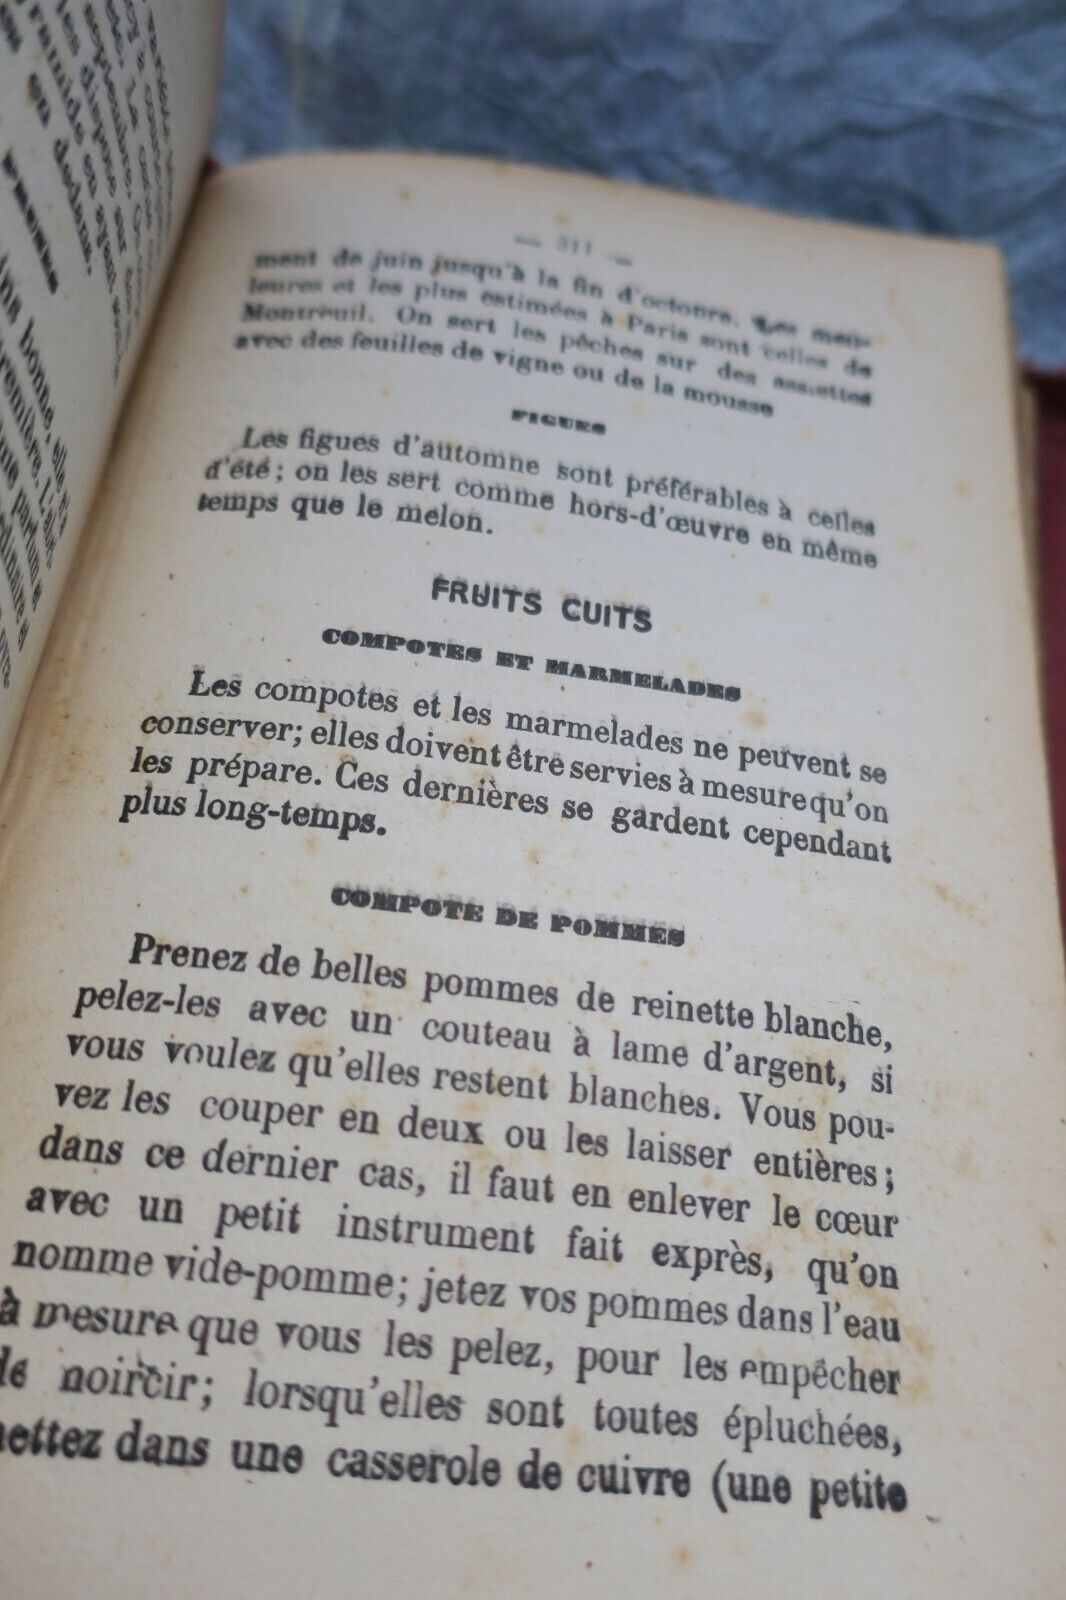 — 311 —
ment de juin jusqu'à la fin d'octobre. Les meil-
leures et les plus estimées à Paris sont celles de
Montreuil. On sert les pêches sur des assiettes
avec des feuilles de vigne ou de la mousse
FIGUES
Les figues d'automne sont préférables à celles
d'été; on les sert comme hors-d'œuvre en même
temps que le melon.
FRUITS CUITS
COMPOTES ET MARMELADES
Les compotes et les marmelades ne peuvent se
conserver; elles doivent être servies à mesure qu'on
les prépare. Ces dernières se gardent cependant
plus long-temps.
COMPOTE DE POMMES
Prenez de belles pommes de reinette blanche,
pelez-les avec un couteau à lame d'argent, si
vous voulez qu'elles restent blanches. Vous pou-
vez les couper en deux ou les laisser entières;
dans ce dernier cas, il faut en enlever le cœur
avec un petit instrument fait exprès, qu'on
nomme vide-pomme; jetez vos pommes dans l'eau
à mesure que vous les pelez, pour les empêcher
de noircir; lorsqu'elles sont toutes épluchées,
mettez dans une casserole de cuivre (une petite